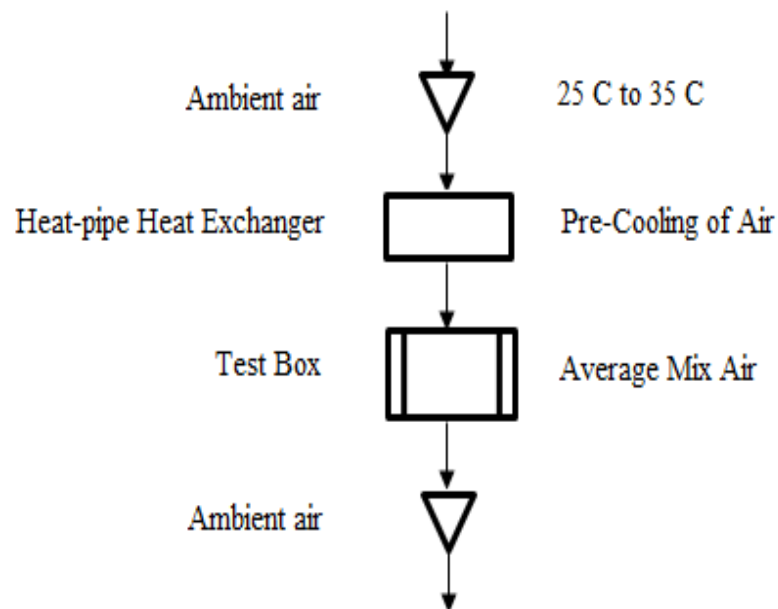 Ambient air
25 C to 35 C
Heat-pipe Heat Exchanger
Pre-Cooling of Air
Test Box
Average Mix Air
Ambient air